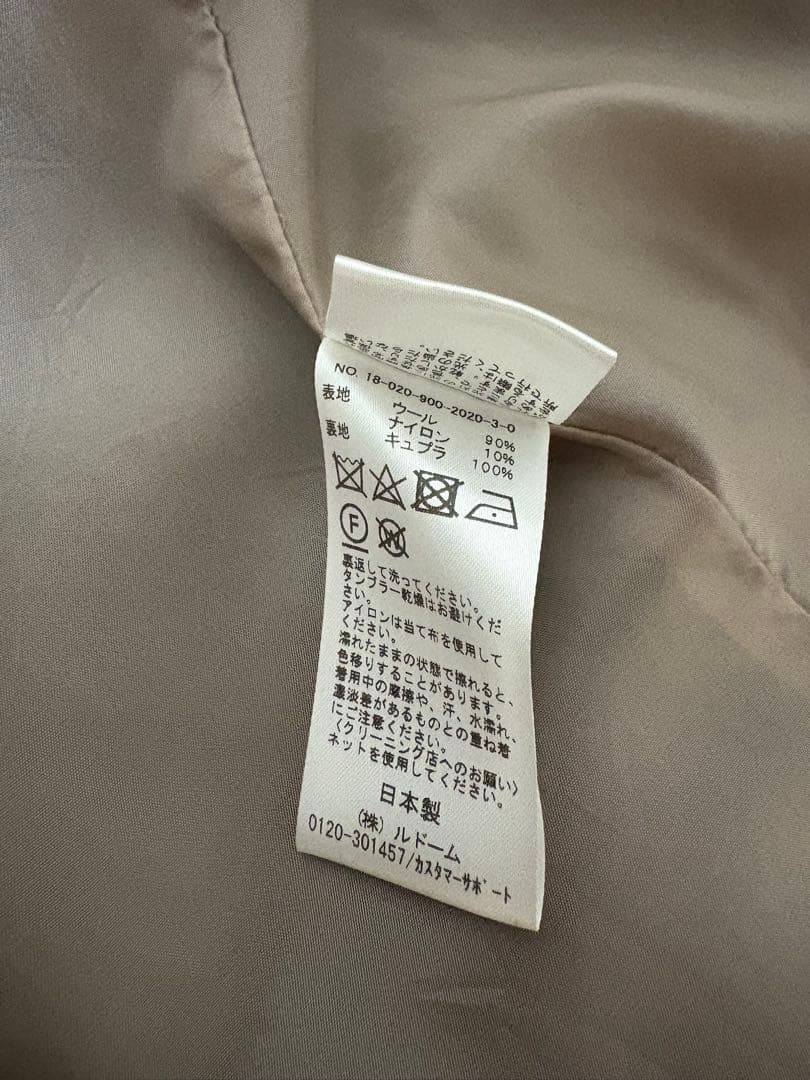 NO. 18-020-900-2020-3-0
表地 ウール 90%
ナイロン 10%
裏地 キュプラ 100%
F
W
裏返して洗ってください。
タンブラー乾燥はお避けくだ
さい。
アイロンは当て布を使用して
ください。
濡れたままの状態で擦れると、
色移りすることがあります。
着用中の摩擦や、汗、水濡れ、
濃淡差があるものとの重ね着
にご注意ください。
〈クリーニング店へのお願い〉
ネットを使用してください。
日本製
(株) ルドーム
0120-301457/カスタマーサポート